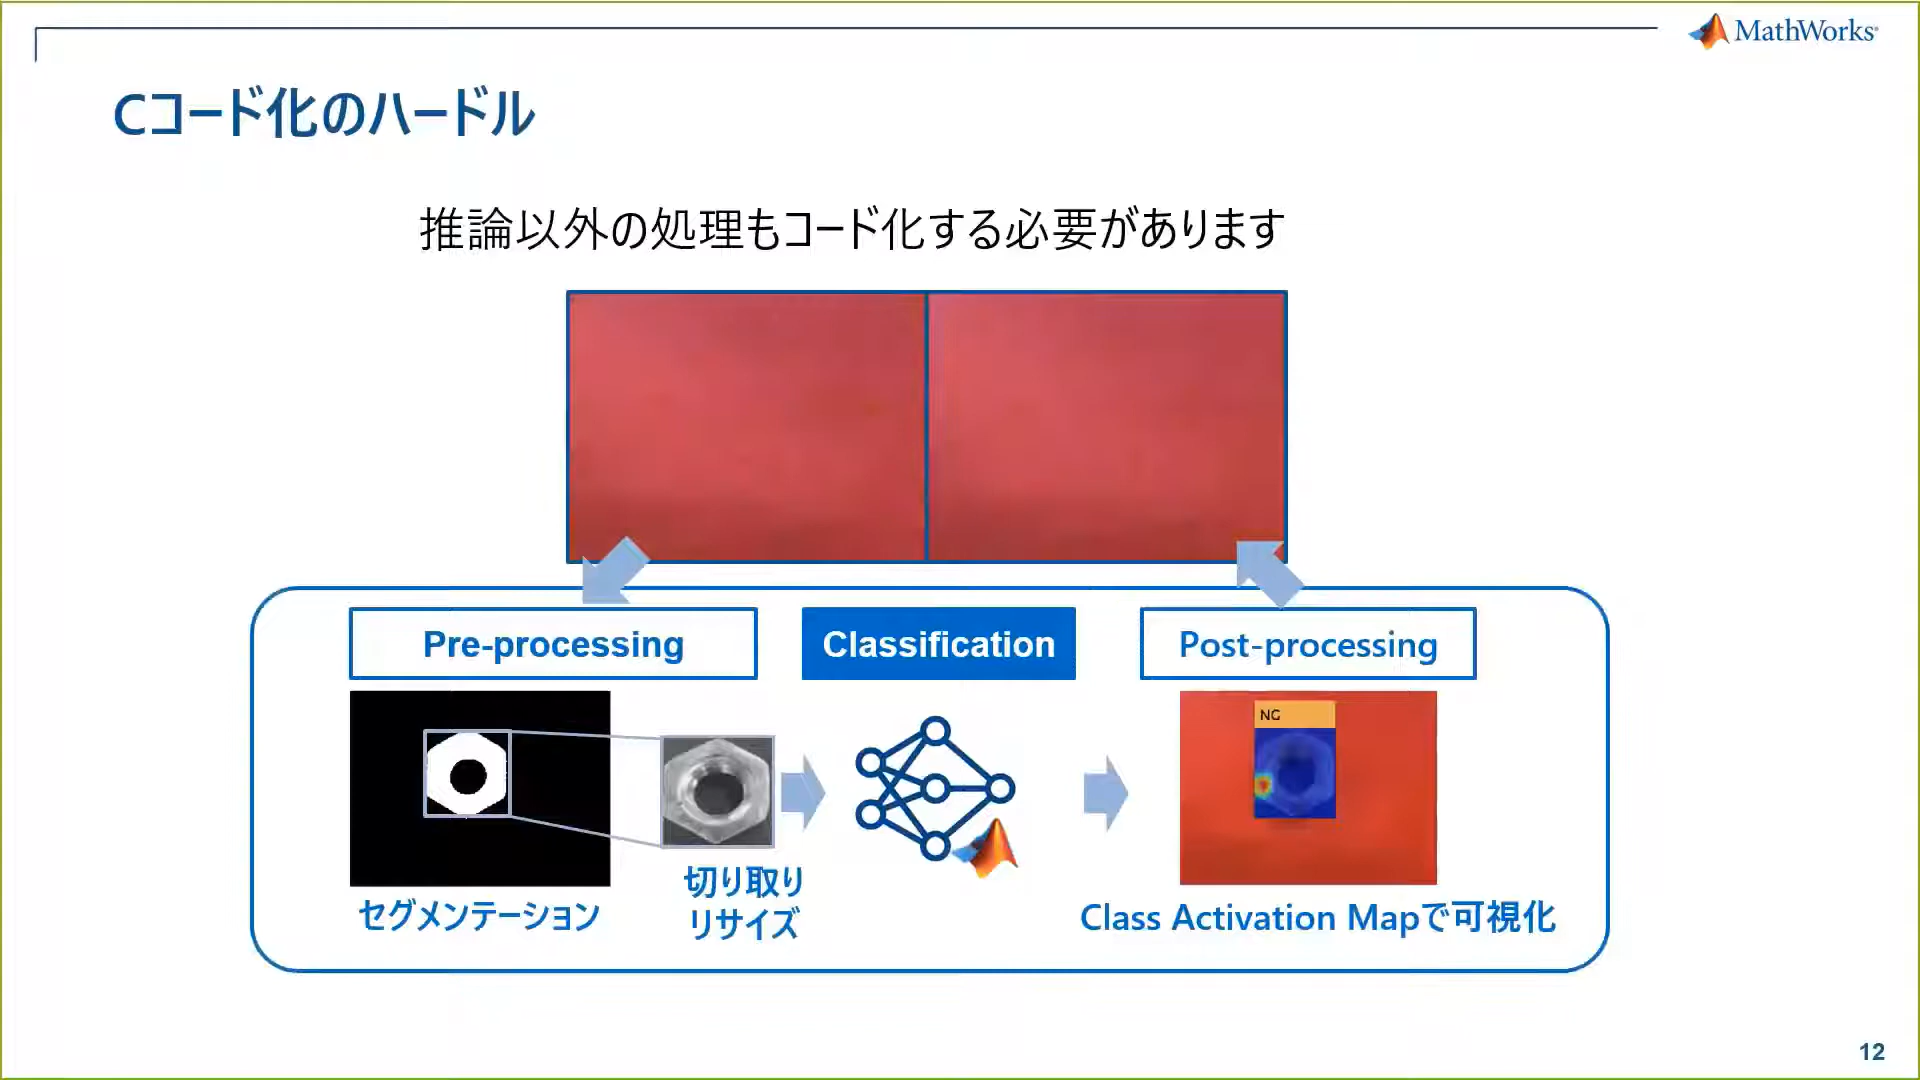 MathWorks
Cコード化のハードル
推論以外の処理もコード化する必要があります
Pre-processing
Classification
Post-processing
NG
セグメンテーション
切り取り
リサイズ
Class Activation Mapで可視化
12